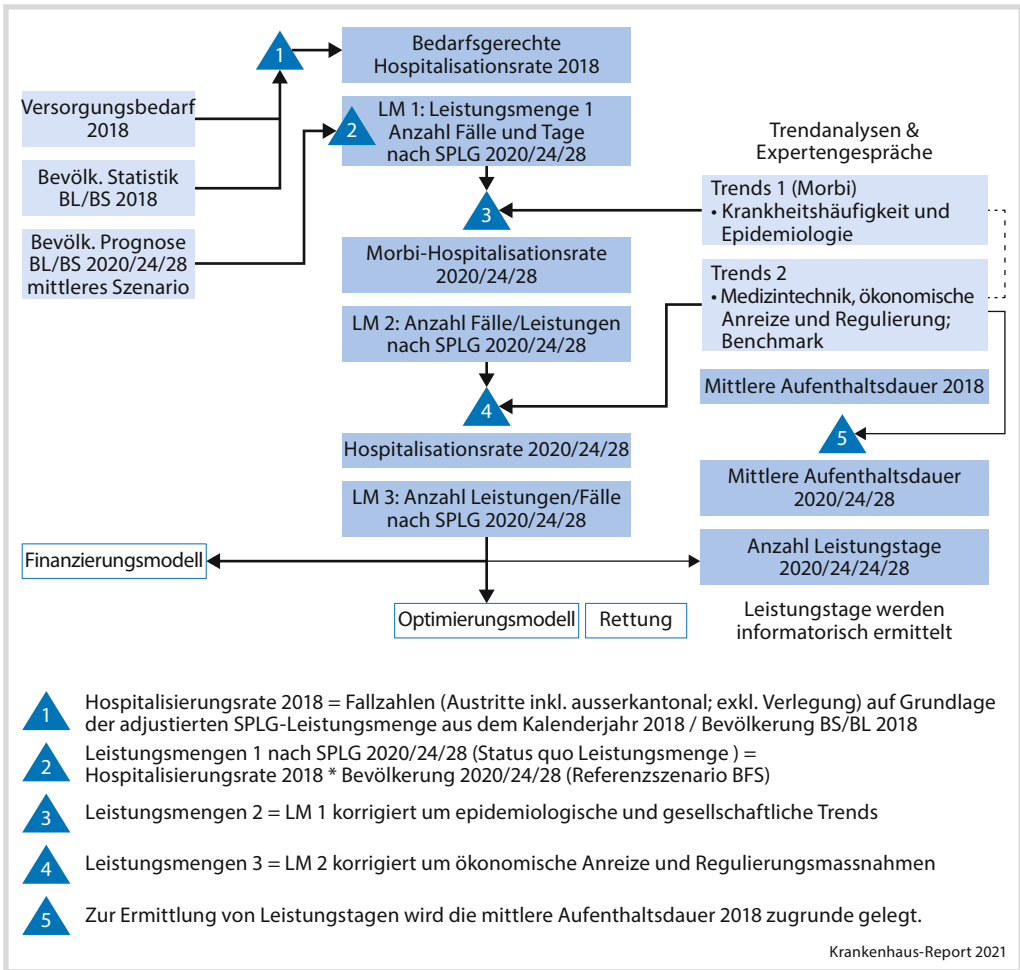 1
Bedarfsgerechte
Hospitalisationsrate 2018
Versorgungsbedarf
2018
Bevölk. Statistik
BL/BS 2018
Bevölk. Prognose
BL/BS 2020/24/28
mittleres Szenario
2
LM 1: Leistungsmenge 1
Anzahl Fälle und Tage
nach SPLG 2020/24/28
3
Morbi-Hospitalisationsrate
2020/24/28
LM 2: Anzahl Fälle/Leistungen
nach SPLG 2020/24/28
4
Hospitalisationsrate 2020/24/28
LM 3: Anzahl Leistungen/Fälle
nach SPLG 2020/24/28
Trendanalysen &
Expertengespräche
Trends 1 (Morbi)
• Krankheitshäufigkeit und
Epidemiologie
Trends 2
• Medizintechnik, ökonomische
Anreize und Regulierung;
Benchmark
Mittlere Aufenthaltsdauer 2018
5
Mittlere Aufenthaltsdauer
2020/24/28
Anzahl Leistungstage
2020/24/24/28
Leistungstage werden
informatorisch ermittelt
Finanzierungsmodell
Optimierungsmodell
Rettung
1
Hospitalisierungsrate 2018 = Fallzahlen (Austritte inkl. ausserkantonal; exkl. Verlegung) auf Grundlage
der adjustierten SPLG-Leistungsmenge aus dem Kalenderjahr 2018 / Bevölkerung BS/BL 2018
2
Leistungsmengen 1 nach SPLG 2020/24/28 (Status quo Leistungsmenge ) =
Hospitalisierungsrate 2018 * Bevölkerung 2020/24/28 (Referenzszenario BFS)
3
Leistungsmengen 2 = LM 1 korrigiert um epidemiologische und gesellschaftliche Trends
4
Leistungsmengen 3 = LM 2 korrigiert um ökonomische Anreize und Regulierungsmassnahmen
5
Zur Ermittlung von Leistungstagen wird die mittlere Aufenthaltsdauer 2018 zugrunde gelegt.
Krankenhaus-Report 2021